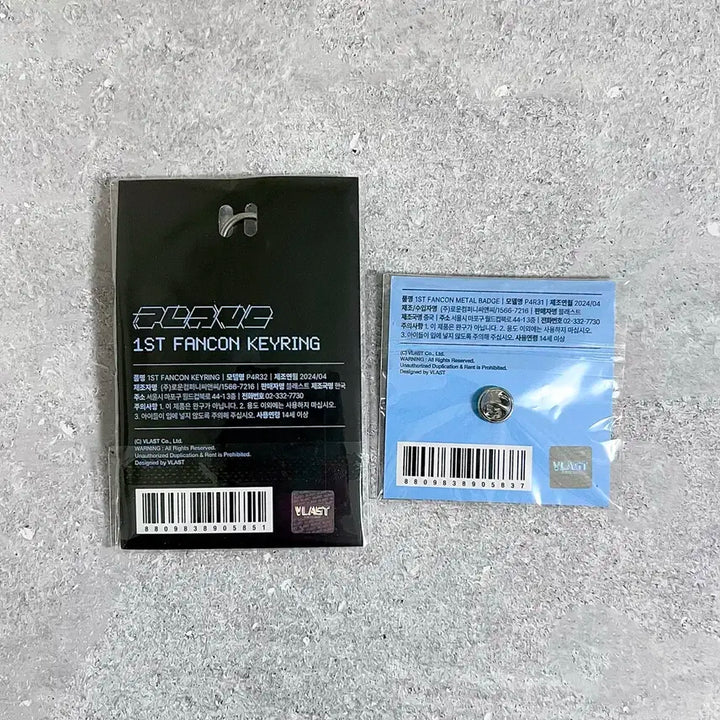 PLAVE
1ST FANCON KEYRING
품명 1ST FANCON KEYRING | 모델명 P4R32 | 제조연월 2024/04
제조자명 (주)로운컴퍼니씨앤씨/1566-7216 | 판매자명 블래스트 제조국명 한국
주소 서울시 마포구 월드컵북로 44-1 3층 | 전화번호 02-332-7730
주의사항 1. 이 제품은 완구가 아닙니다. 2. 용도 이외에는 사용하지 마십시오.
3. 아이들이 입에 넣지 않도록 주의해 주십시오. 사용연령 14세 이상
(C) VLAST Co., Ltd.
WARNING : All Rights Reserved.
Unauthorized Duplication & Rent is Prohibited.
Designed by VLAST
8809838905851
VLAST
품명 1ST FANCON METAL BADGE | 모델명 P4R31 | 제조연월 2024/04
제조/수입자명 (주)로운컴퍼니씨앤씨/1566-7216 | 판매자명 블래스트
제조국명 중국 | 주소 서울시 마포구 월드컵북로 44-1 3층 | 전화번호 02-332-7730
주의사항 1. 이 제품은 완구가 아닙니다. 2. 용도 이외에는 사용하지 마십시오.
3. 아이들이 입에 넣지 않도록 주의해 주십시오. 사용연령 14세 이상
(C) VLAST Co., Ltd.
WARNING : All Rights Reserved.
Unauthorized Duplication & Rent is Prohibited.
Designed by VLAST
8809838905837
VLAST